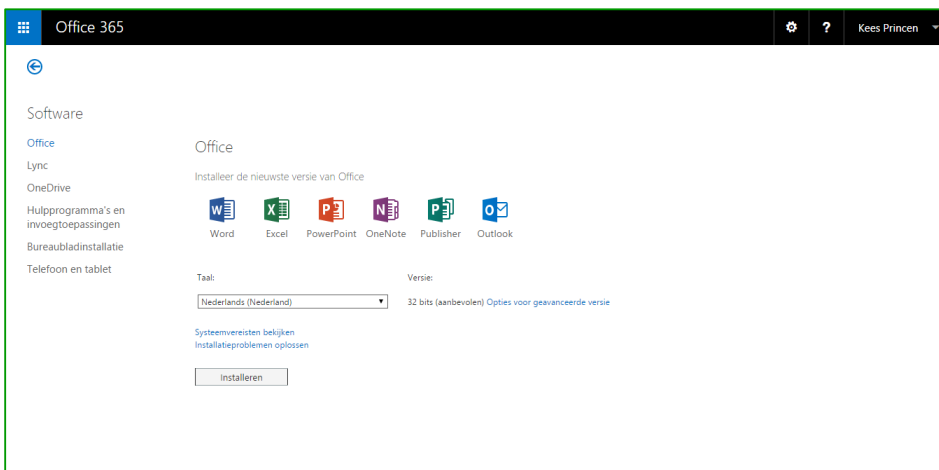 Office 365
? Kees Princen
Software
Office
Lync
OneDrive
Hulpprogramma's en
invoegtoepassingen
Bureaubladinstallatie
Telefoon en tablet
Office
Installeer de nieuwste versie van Office
Word Excel PowerPoint OneNote Publisher Outlook
Taal: Versie:
Nederlands (Nederland) 32 bits (aanbevolen) Opties voor geavanceerde versie
Systeemvereisten bekijken
Installatieproblemen oplossen
Installeren